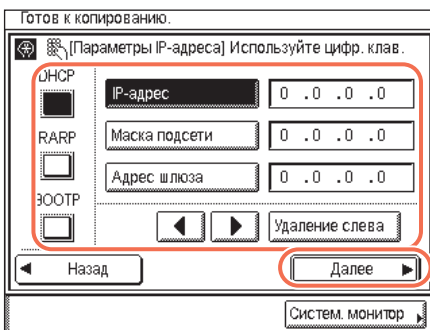 Готов к копированию.
[Параметры IP-адреса] Используйте цифр. клав.
DHCP
IP-адрес 0 .0 .0 .0
RARP Маска подсети 0 .0 .0 .0
Адрес шлюза 0 .0 .0 .0
BOOTP
Удаление слева
Назад Далее
Систем. монитор